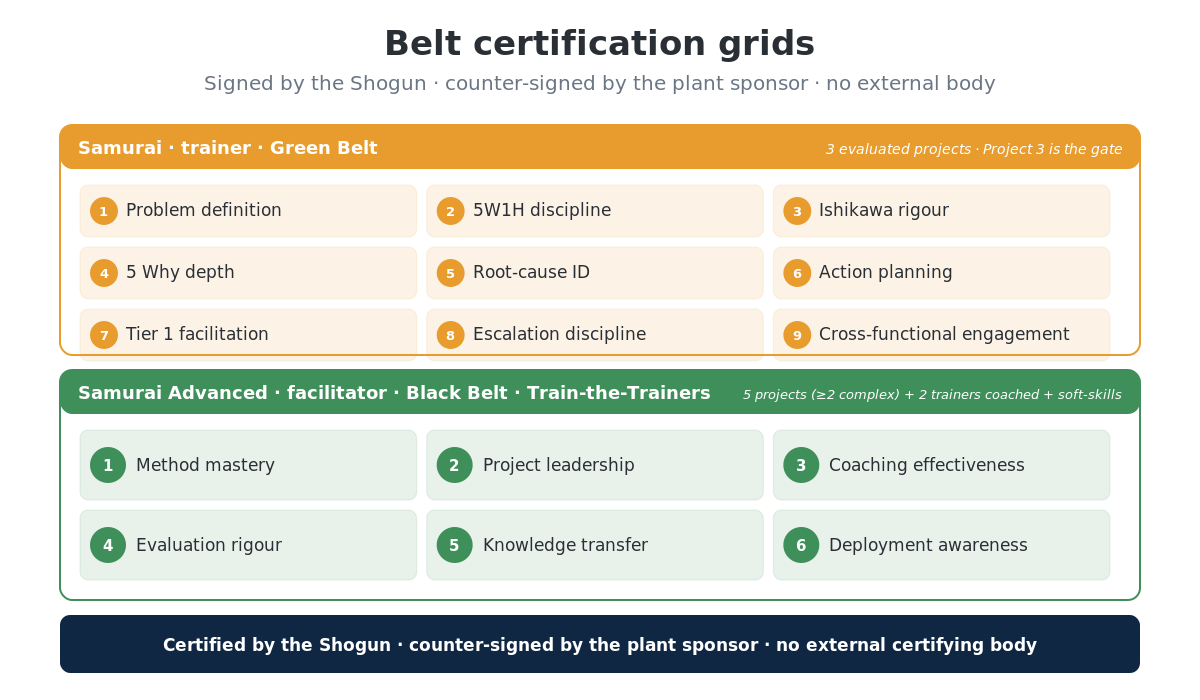 Belt certification grids
Signed by the Shogun · counter-signed by the plant sponsor · no external body
Samurai · trainer · Green Belt
3 evaluated projects · Project 3 is the gate
1 Problem definition
2 5W1H discipline
3 Ishikawa rigour
4 5 Why depth
5 Root-cause ID
6 Action planning
7 Tier 1 facilitation
8 Escalation discipline
9 Cross-functional engagement
Samurai Advanced · facilitator · Black Belt · Train-the-Trainers
5 projects (≥2 complex) + 2 trainers coached + soft-skills
1 Method mastery
2 Project leadership
3 Coaching effectiveness
4 Evaluation rigour
5 Knowledge transfer
6 Deployment awareness
Certified by the Shogun · counter-signed by the plant sponsor · no external certifying body